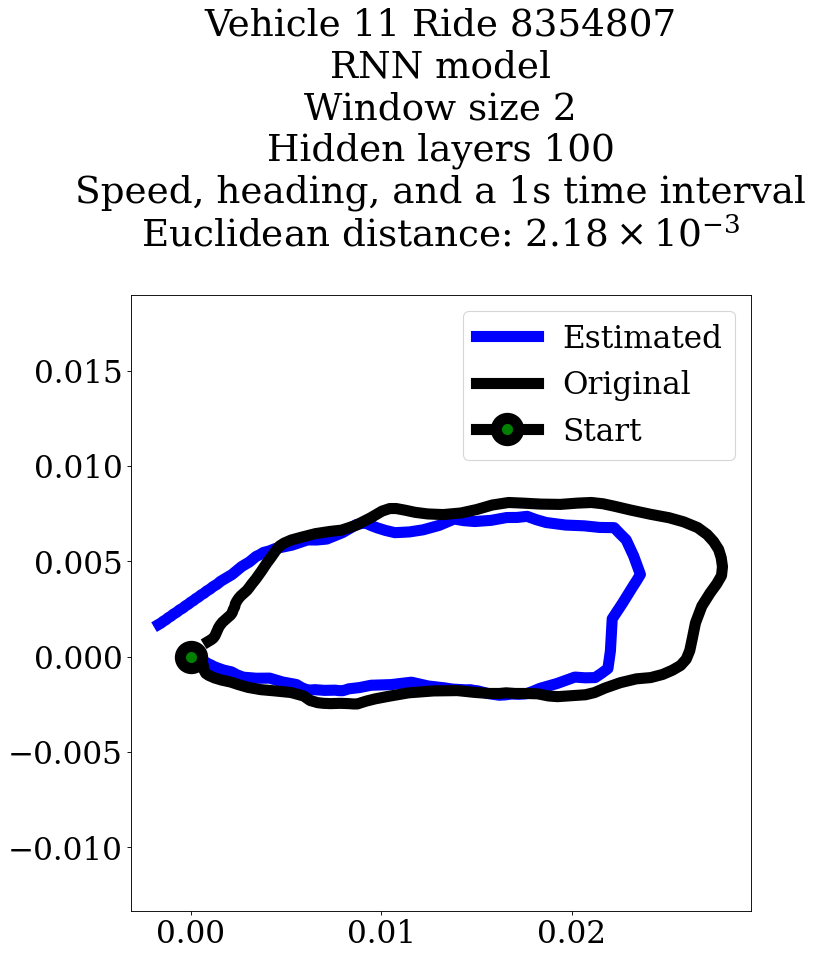 Vehicle 11 Ride 8354807
RNN model
Window size 2
Hidden layers 100
Speed, heading, and a 1s time interval
Euclidean distance: 2.18 × 10⁻³
Estimated
Original
Start
0.015
0.010
0.005
0.000
−0.005
−0.010
0.00 0.01 0.02